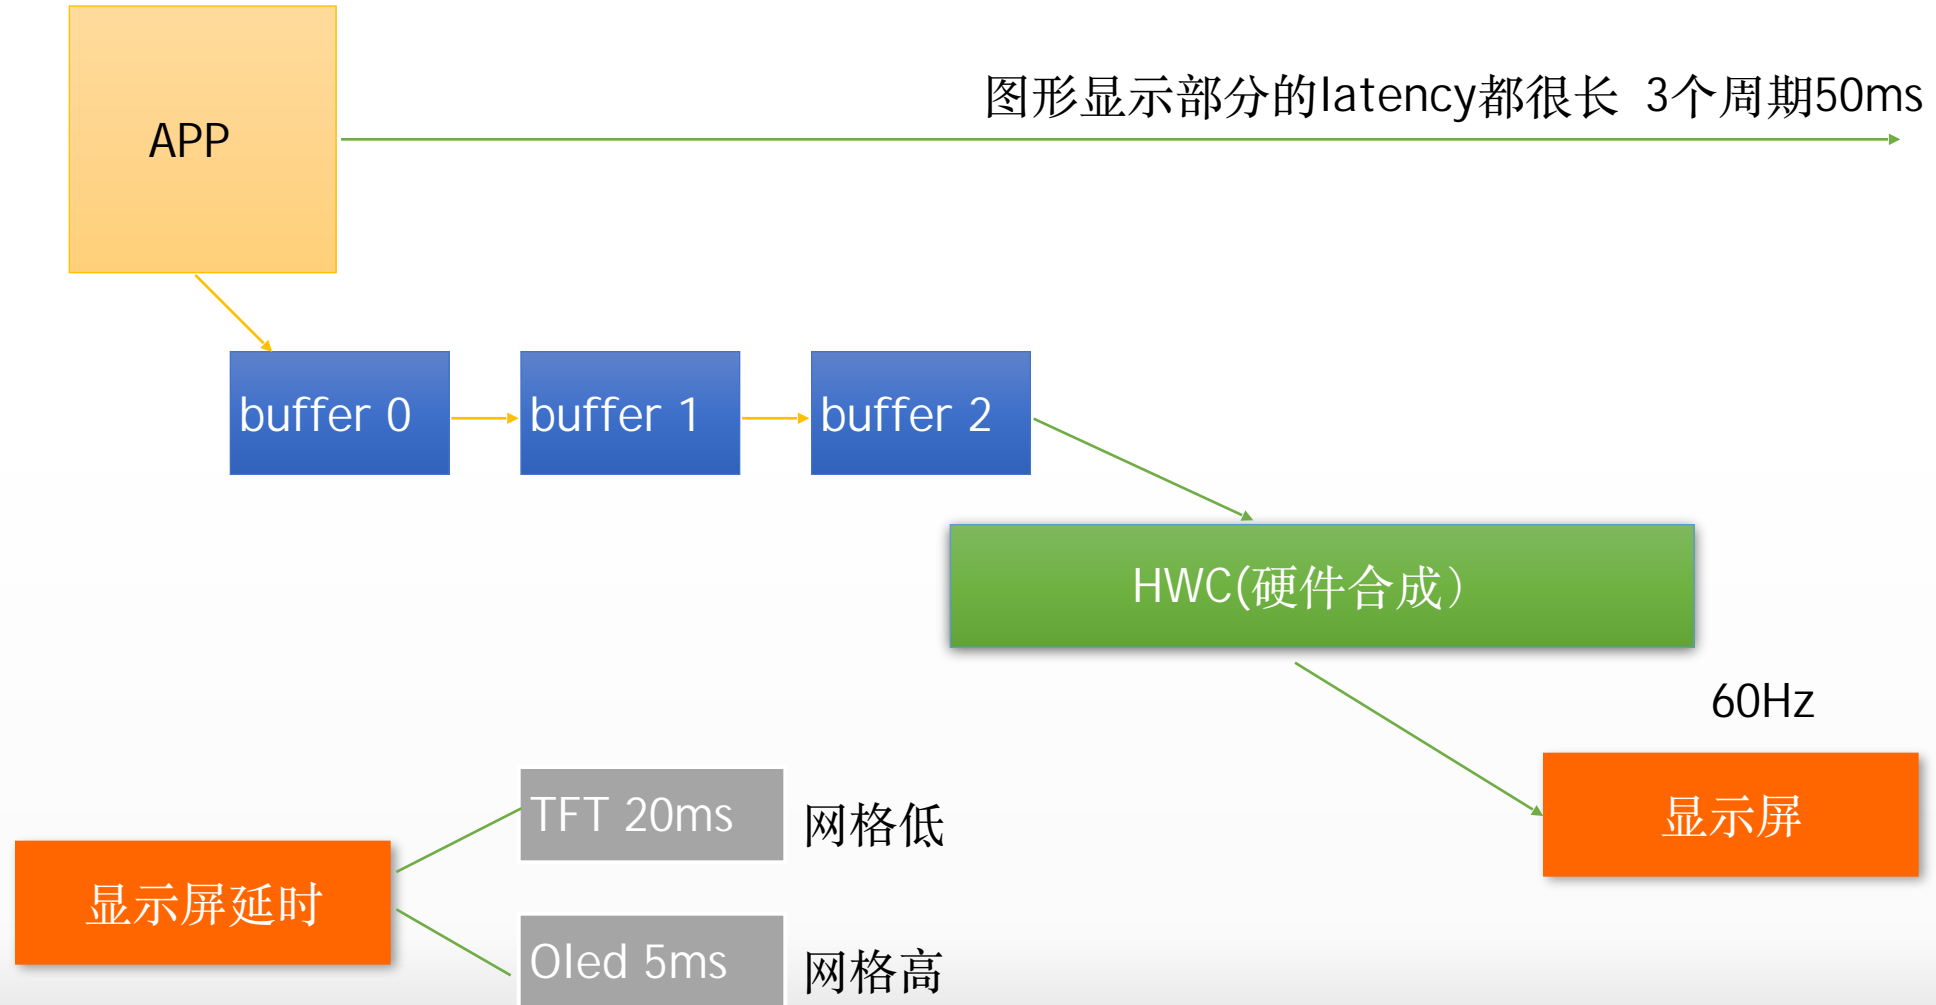 APP
图形显示部分的latency都很长 3个周期50ms
buffer 0
buffer 1
buffer 2
HWC(硬件合成）
60Hz
显示屏
TFT 20ms
网格低
显示屏延时
Oled 5ms
网格高